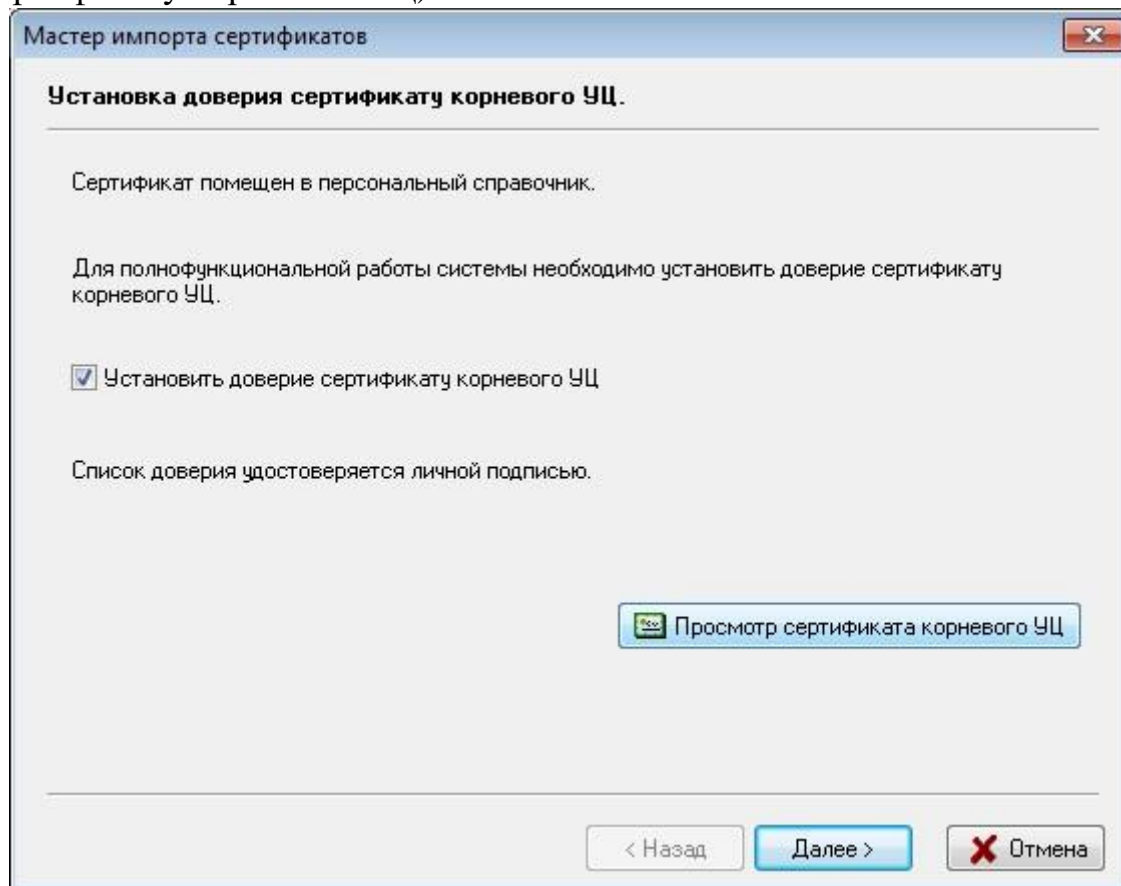 Мастер импорта сертификатов
Установка доверия сертификату корневого УЦ.
Сертификат помещен в персональный справочник.
Для полнофункциональной работы системы необходимо установить доверие сертификату
корневого УЦ.
Установить доверие сертификату корневого УЦ
Список доверия удостоверяется личной подписью.
Просмотр сертификата корневого УЦ
< Назад
Далее >
Отмена